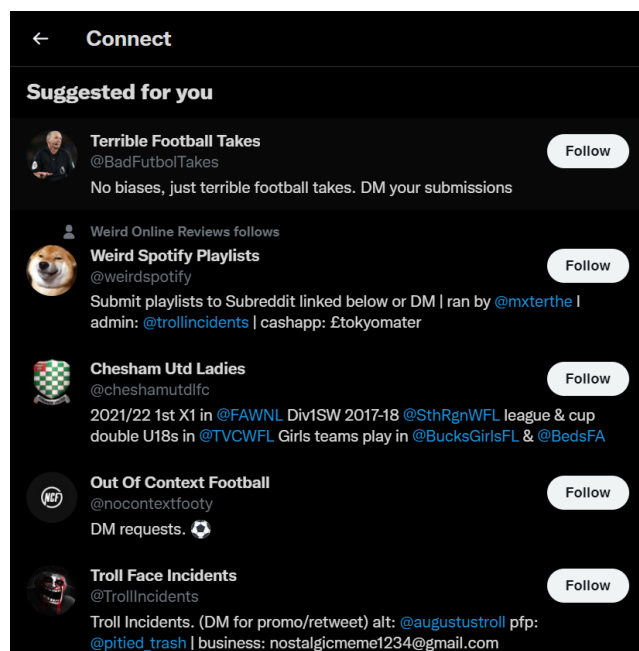 Connect
Suggested for you
Terrible Football Takes
@BadFutbolTakes
Follow
No biases, just terrible football takes. DM your submissions
Weird Online Reviews follows
Weird Spotify Playlists
@weirdspotify
Follow
Submit playlists to Subreddit linked below or DM | ran by @mxterthe I
admin: @trollincidents | cashapp: £tokyomater
Chesham Utd Ladies
@cheshamutdlfc
Follow
2021/22 1st X1 in @FAWNL Div1SW 2017-18 @SthRgnWFL league & cup
double U18s in @TVCWFL Girls teams play in @BucksGirlsFL & @BedsFA
NCF
Out Of Context Football
@nocontextfooty
Follow
DM requests. ⚽
Troll Face Incidents
@TrollIncidents
Follow
Troll Incidents. (DM for promo/retweet) alt: @augustustroll pfp:
@pitied_trash | business: nostalgicmeme1234@gmail.com